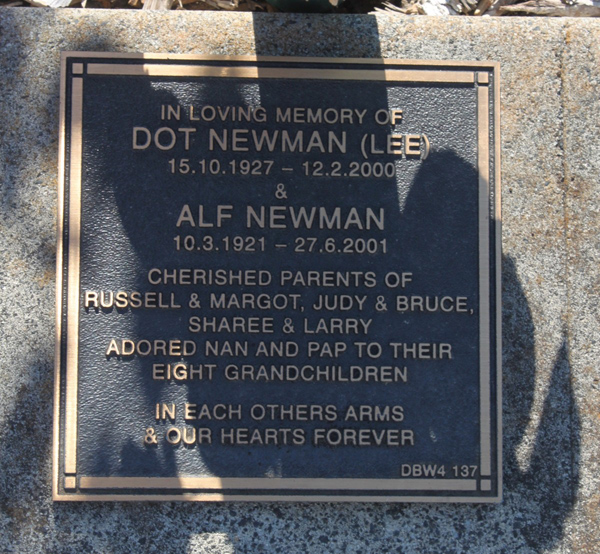 IN LOVING MEMORY OF
DOT NEWMAN (LEE)
15.10.1927 – 12.2.2000
&
ALF NEWMAN
10.3.1921 – 27.6.2001
CHERISHED PARENTS OF
RUSSELL & MARGOT, JUDY & BRUCE,
SHAREE & LARRY
ADORED NAN AND PAP TO THEIR
EIGHT GRANDCHILDREN
IN EACH OTHERS ARMS
& OUR HEARTS FOREVER
DBW4 137